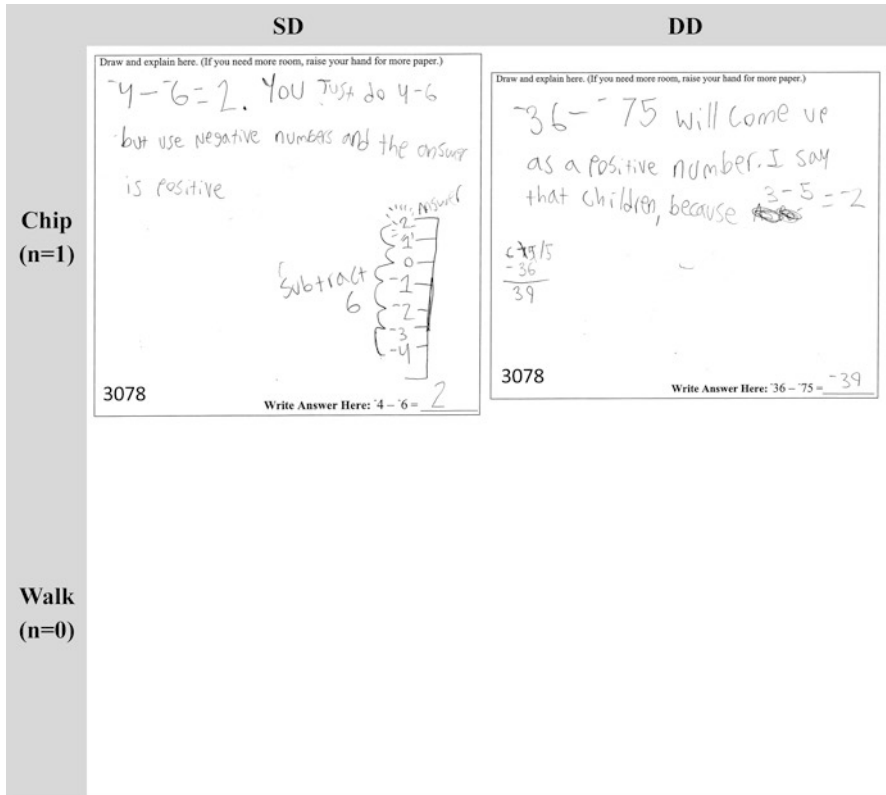 SD
DD
Chip
(n=1)
Draw and explain here. (If you need more room, raise your hand for more paper.)
⁻4 − ⁻6 = 2. You Just do 4-6
but use Negative numbers and the answer
is Positive
Answer
2
1
0
-1
-2
-3
-4
Subtract
6
3078
Write Answer Here: ⁻4 – ⁻6 = 2
Draw and explain here. (If you need more room, raise your hand for more paper.)
⁻36 − ⁻75 will come up
as a Positive number. I say
that children, because 3-5 = -2
-36
39
3078
Write Answer Here: ⁻36 – ⁻75 = ⁻39
Walk
(n=0)